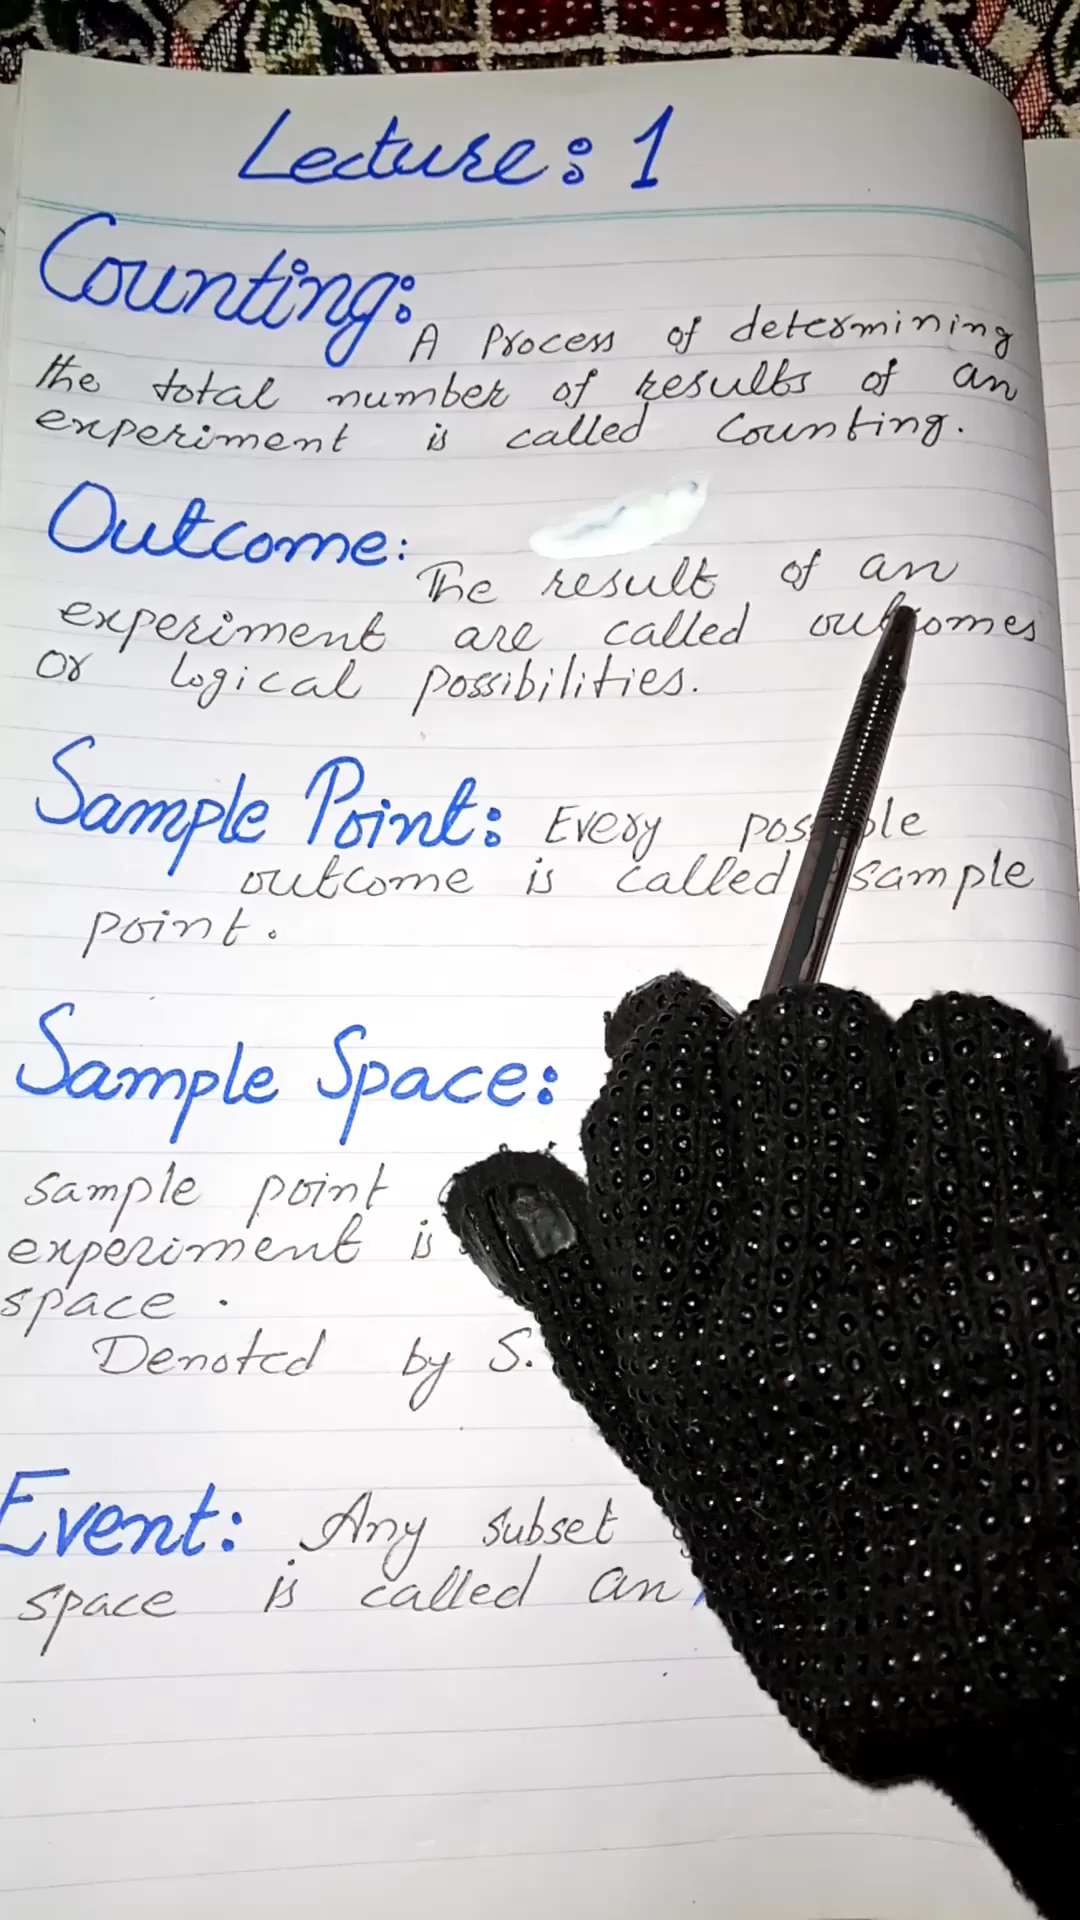 Lecture: 1
Counting:
A Process of determining
the total number of results of an
experiment is called Counting.
Outcome:
The result of an
experiment are called outcomes
or logical possibilities.
Sample Point: Every possible
outcome is called sample
point.
Sample Space:
sample point
experiment is
space.
Denoted by S.
Event: Any subset
space is called an